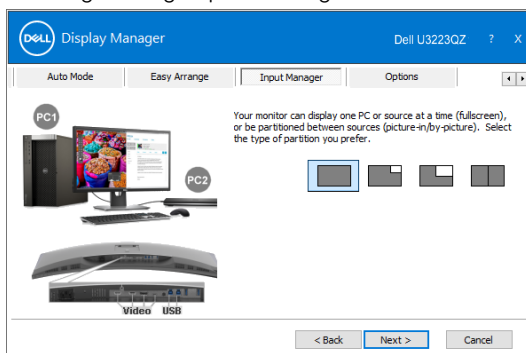 DELL Display Manager
Dell U3223QZ ? X
Auto Mode Easy Arrange Input Manager Options
PC1
Your monitor can display one PC or source at a time (fullscreen),
or be partitioned between sources (picture-in/by-picture). Select
the type of partition you prefer.
PC2
Video USB
< Back Next > Cancel